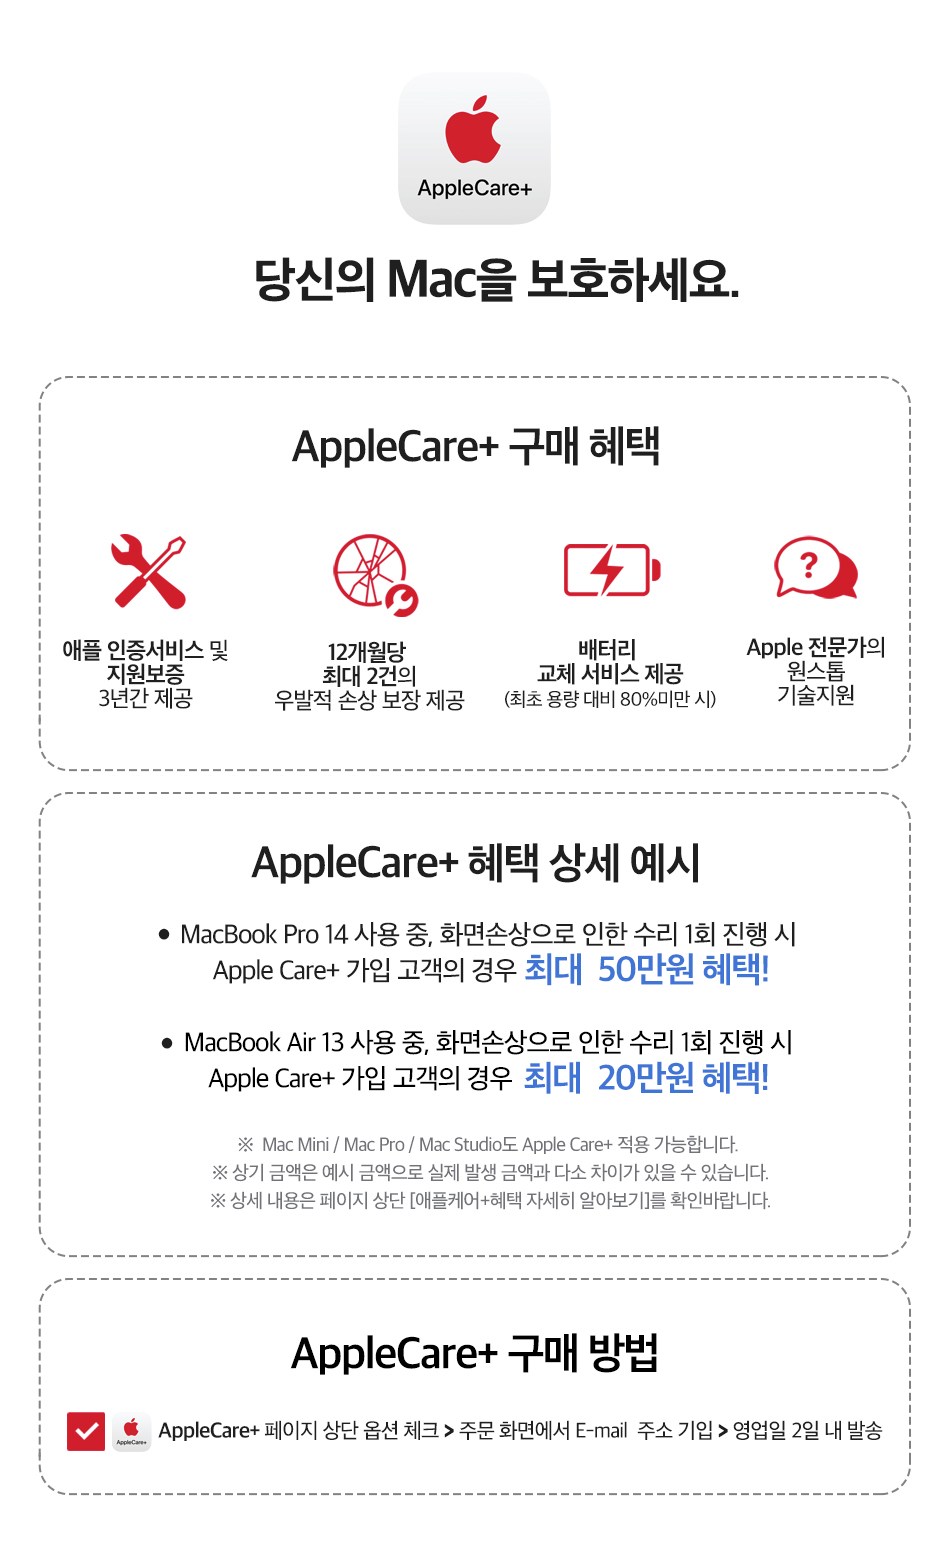 AppleCare+
당신의 Mac을 보호하세요.
AppleCare+ 구매 혜택
애플 인증서비스 및
지원보증
3년간 제공
12개월당
최대 2건의
우발적 손상 보장 제공
배터리
교체 서비스 제공
(최초 용량 대비 80%미만 시)
?
Apple 전문가의
원스톱
기술지원
AppleCare+ 혜택 상세 예시
• MacBook Pro 14 사용 중, 화면손상으로 인한 수리 1회 진행 시
Apple Care+ 가입 고객의 경우 최대 50만원 혜택!
• MacBook Air 13 사용 중, 화면손상으로 인한 수리 1회 진행 시
Apple Care+ 가입 고객의 경우 최대 20만원 혜택!
※ Mac Mini / Mac Pro / Mac Studio도 Apple Care+ 적용 가능합니다.
※ 상기 금액은 예시 금액으로 실제 발생 금액과 다소 차이가 있을 수 있습니다.
※ 상세 내용은 페이지 상단 [애플케어+혜택 자세히 알아보기]를 확인바랍니다.
AppleCare+ 구매 방법
AppleCare+ AppleCare+ 페이지 상단 옵션 체크 > 주문 화면에서 E-mail 주소 기입 > 영업일 2일 내 발송